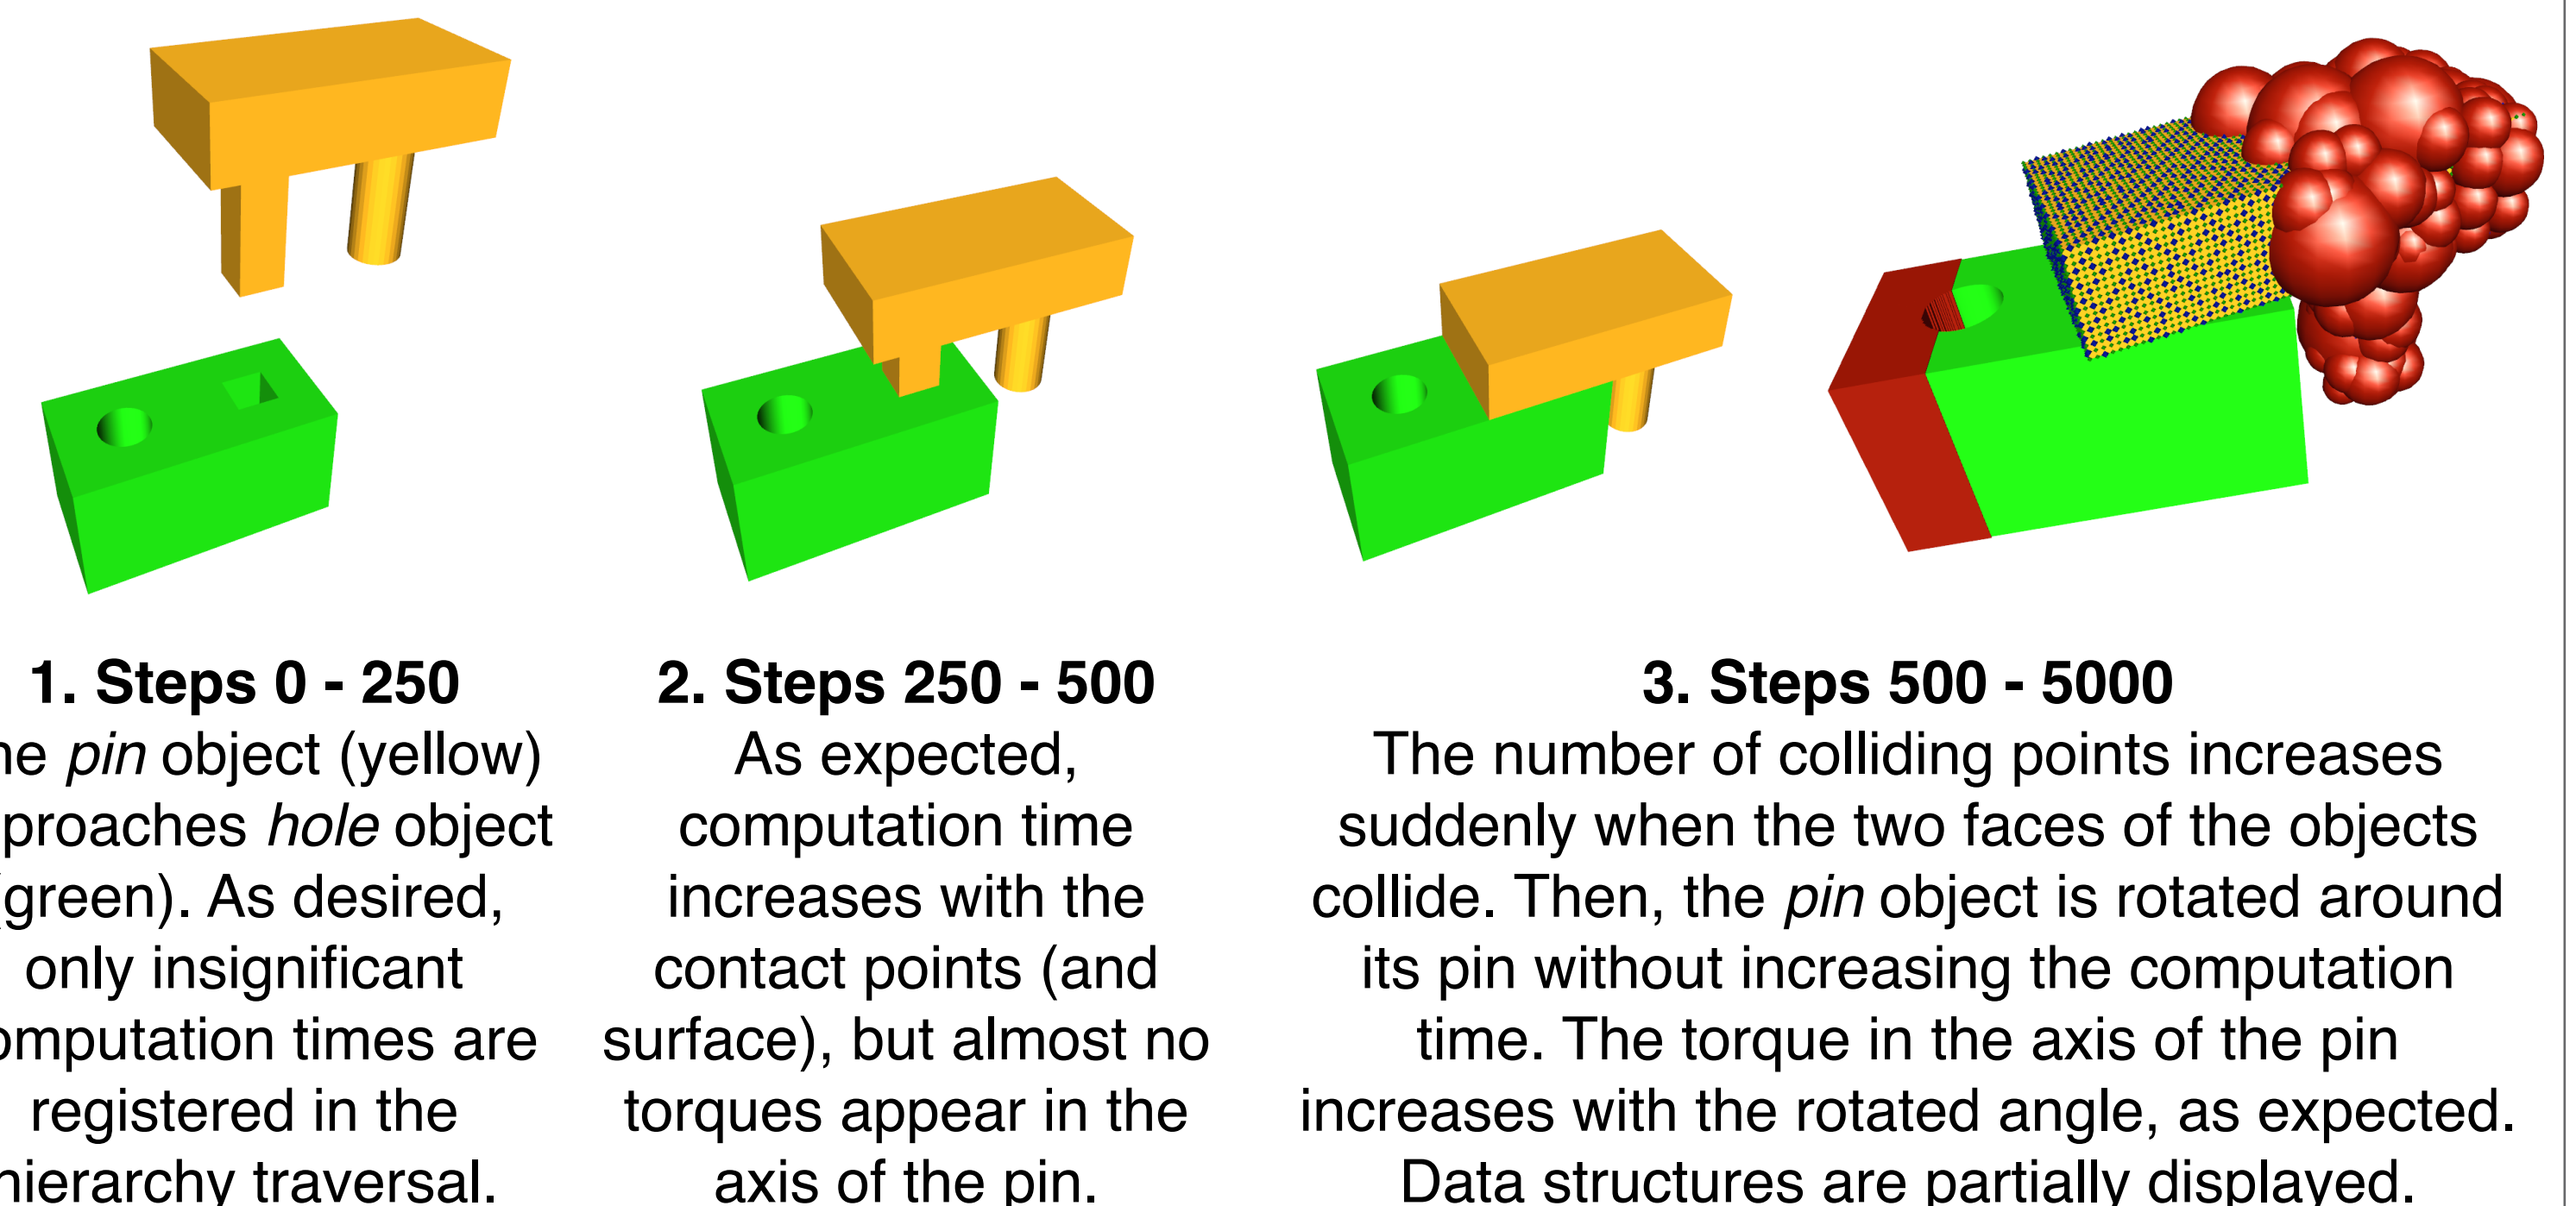 1. Steps 0 - 250
pin object (yellow)
hole object
(green). As desired,
only insignificant
times are
registered in the
hierarchy traversal.
2. Steps 250 - 500
As expected,
computation time
increases with the
contact points (and
surface), but almost no
torques appear in the
axis of the pin.
3. Steps 500 - 5000
The number of colliding points increases
suddenly when the two faces of the objects
collide. Then, the pin object is rotated around
its pin without increasing the computation
time. The torque in the axis of the pin
increases with the rotated angle, as expected.
Data structures are partially displayed.